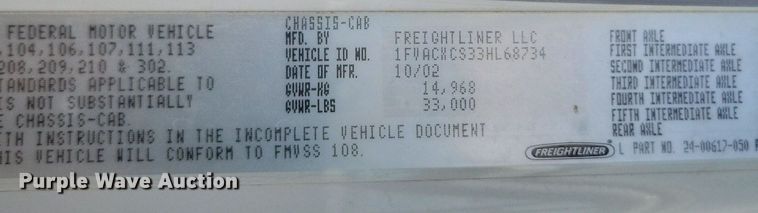 CHASSIS-CAB
FEDERAL MOTOR VEHICLE MFD. BY FREIGHTLINER LLC FRONT AXLE
,104,106,107,111,113 VEHICLE ID NO. 1FVACXCS33HL68734 FIRST INTERMEDIATE AXLE
208,209,210 & 302. DATE OF MFR. 10/02 SECOND INTERMEDIATE AXLE
TANDARDS APPLICABLE TO GVWR-KG 14,968 THIRD INTERMEDIATE AXLE
IS NOT SUBSTANTIALLY GVWR-LBS 33,000 FOURTH INTERMEDIATE AXLE
E CHASSIS-CAB. FIFTH INTERMEDIATE AXLE
TH INSTRUCTIONS IN THE INCOMPLETE VEHICLE DOCUMENT REAR AXLE
HIS VEHICLE WILL CONFORM TO FMVSS 108. FREIGHTLINER L PART NO. 24-00617-050
Purple Wave Auction